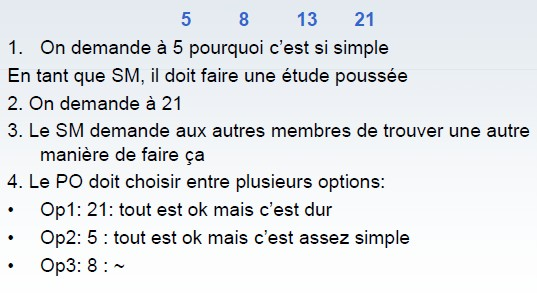 5 8 13 21
1. On demande à 5 pourquoi c’est si simple
En tant que SM, il doit faire une étude poussée
2. On demande à 21
3. Le SM demande aux autres membres de trouver une autre
manière de faire ça
4. Le PO doit choisir entre plusieurs options:
• Op1: 21: tout est ok mais c’est dur
• Op2: 5 : tout est ok mais c’est assez simple
• Op3: 8 : ~